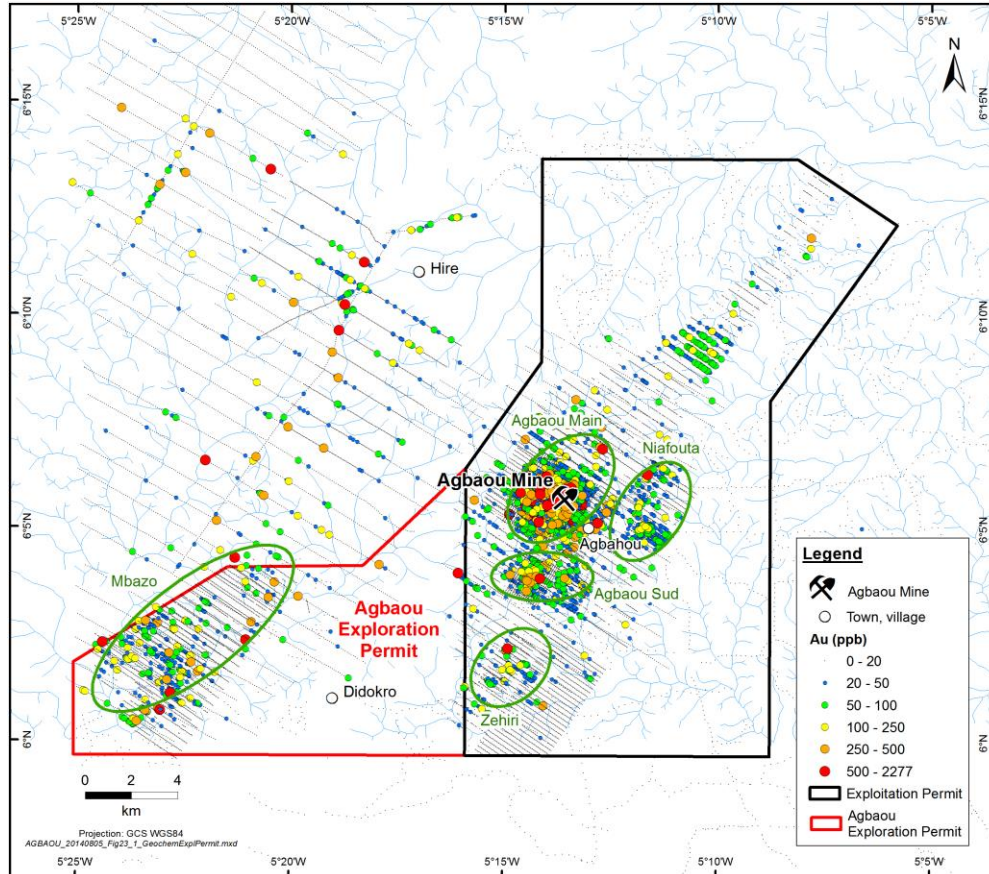 5°25'W
5°20'W
5°15'W
5°10'W
5°5'W
N
6°15'N
6°15'N
Hire
6°10'N
6°10'N
Agbaou Main
Niafouta
Agbaou Mine
6°5'N
6°5'N
Agbahou
Mbazo
Agbaou Sud
Agbaou
Exploration
Permit
Didokro
Zehiri
6°N
6°N
Legend
Agbaou Mine
Town, village
Au (ppb)
0 - 20
20 - 50
50 - 100
100 - 250
250 - 500
500 - 2277
Exploitation Permit
Agbaou
Exploration Permit
0 2 4
km
Projection: GCS WGS84
AGBAOU_20140805_Fig23_1_GeochemExplPermit.mxd
5°25'W
5°20'W
5°15'W
5°10'W
5°5'W